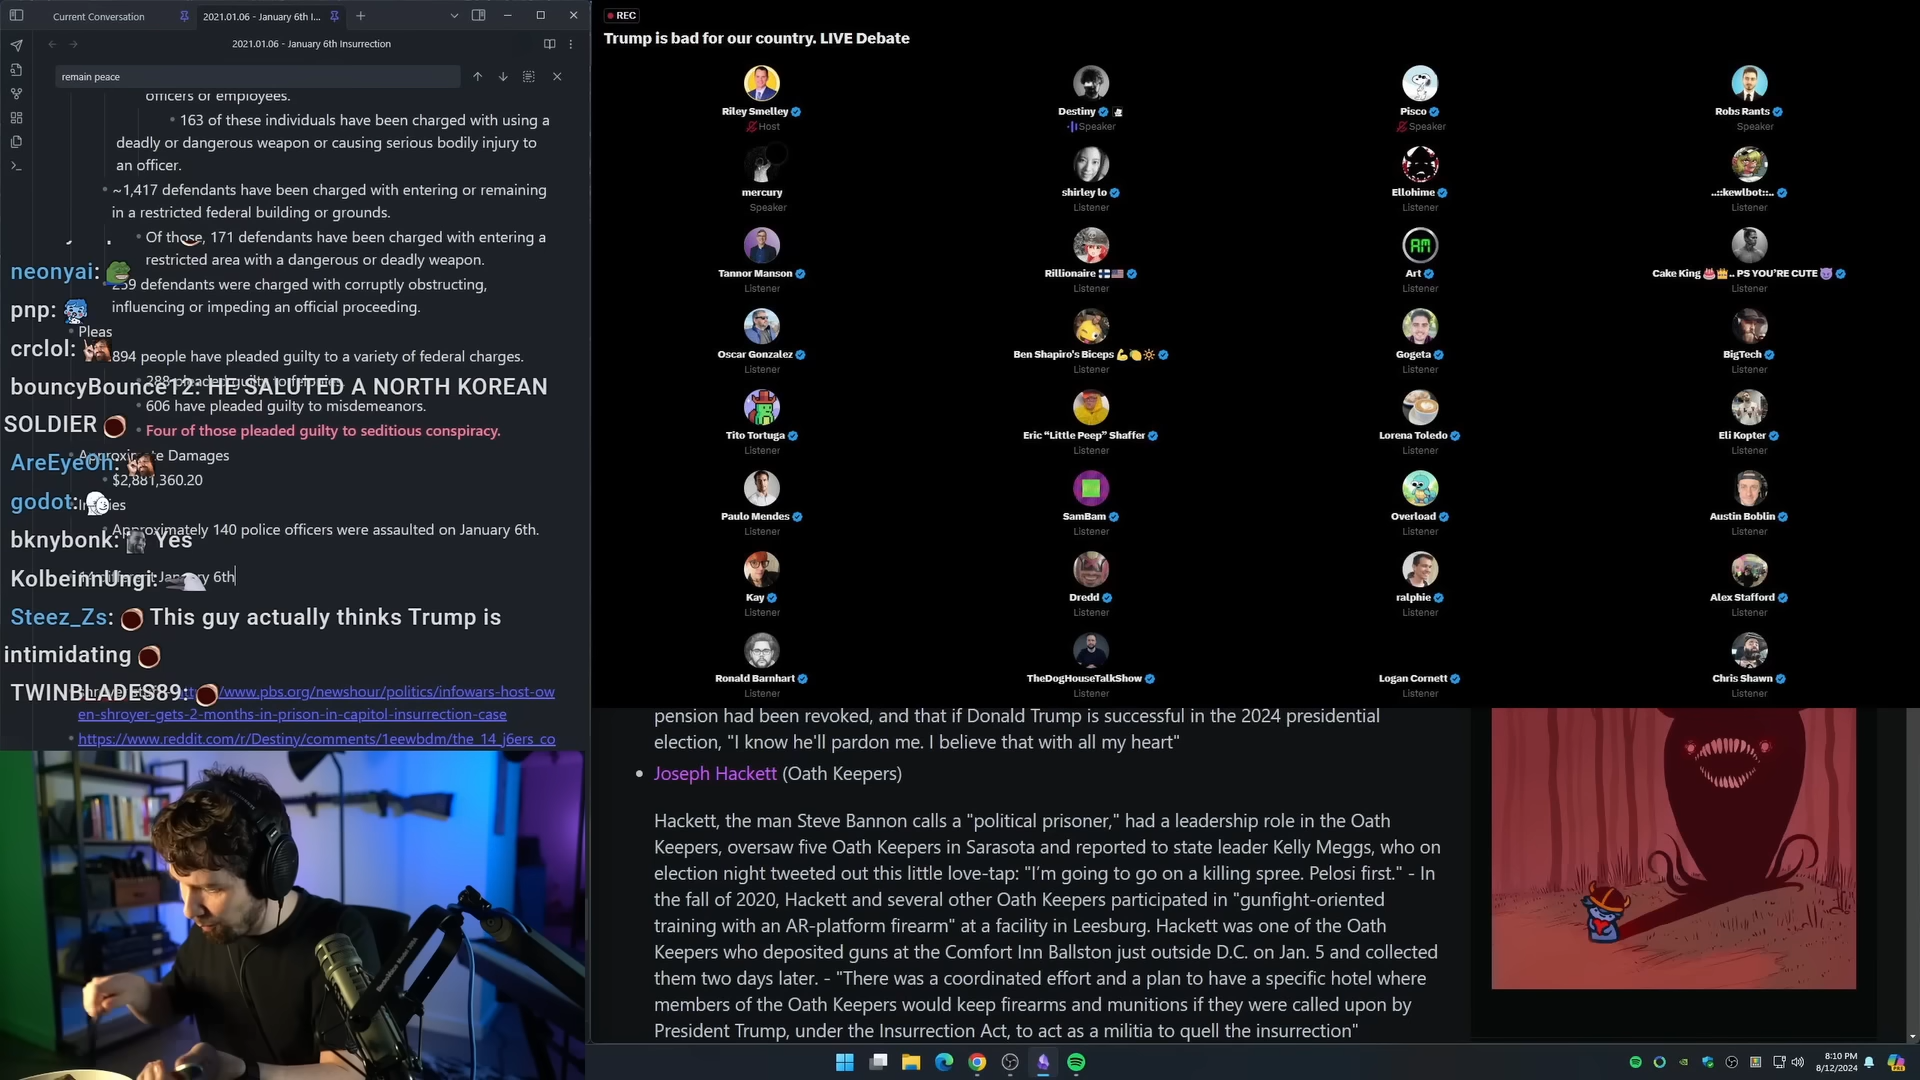 Current Conversation
2021.01.06 - January 6th I...
2021.01.06 - January 6th Insurrection
remain peace
officers or employees.
163 of these individuals have been charged with using a
deadly or dangerous weapon or causing serious bodily injury to
an officer.
~1,417 defendants have been charged with entering or remaining
in a restricted federal building or grounds.
Of those, 171 defendants have been charged with entering a
restricted area with a dangerous or deadly weapon.
259 defendants were charged with corruptly obstructing,
influencing or impeding an official proceeding.
Pleas
894 people have pleaded guilty to a variety of federal charges.
288 pleaded guilty to felonies.
606 have pleaded guilty to misdemeanors.
Four of those pleaded guilty to seditious conspiracy.
Approximate Damages
$2,881,360.20
Injuries
Approximately 140 police officers were assaulted on January 6th.
14 different January 6th
/www.pbs.org/newshour/politics/infowars-host-ow
en-shroyer-gets-2-months-in-prison-in-capitol-insurrection-case
https://www.reddit.com/r/Destiny/comments/1eewbdm/the_14_j6ers_co
neonyai:
pnp:
crclol:
bouncyBounce12: HE SALUTED A NORTH KOREAN
SOLDIER
AreEyeOh:
godot:
bknybonk: Yes
KolbeimUngi:
Steez_Zs: This guy actually thinks Trump is
intimidating
TWINBLADES89:
REC
Trump is bad for our country. LIVE Debate
Riley Smelley
Host
Destiny
Speaker
Pisco
Speaker
Robs Rants
Speaker
mercury
Speaker
shirley lo
Listener
Ellohime
Listener
..::kewlbot::..
Listener
Tannor Manson
Listener
Rillionaire
Listener
Art
Listener
Cake King 🎂👑.. PS YOU'RE CUTE 😈
Listener
Oscar Gonzalez
Listener
Ben Shapiro's Biceps 💪🍋🔆
Listener
Gogeta
Listener
BigTech
Listener
Tito Tortuga
Listener
Eric “Little Peep” Shaffer
Listener
Lorena Toledo
Listener
Eli Kopter
Listener
Paulo Mendes
Listener
SamBam
Listener
Overload
Listener
Austin Boblin
Listener
Kay
Listener
Dredd
Listener
ralphie
Listener
Alex Stafford
Listener
Ronald Barnhart
Listener
TheDogHouseTalkShow
Listener
Logan Cornett
Listener
Chris Shawn
Listener
pension had been revoked, and that if Donald Trump is successful in the 2024 presidential
election, "I know he'll pardon me. I believe that with all my heart"
Joseph Hackett (Oath Keepers)
Hackett, the man Steve Bannon calls a "political prisoner," had a leadership role in the Oath
Keepers, oversaw five Oath Keepers in Sarasota and reported to state leader Kelly Meggs, who on
election night tweeted out this little love-tap: "I'm going to go on a killing spree. Pelosi first." - In
the fall of 2020, Hackett and several other Oath Keepers participated in "gunfight-oriented
training with an AR-platform firearm" at a facility in Leesburg. Hackett was one of the Oath
Keepers who deposited guns at the Comfort Inn Ballston just outside D.C. on Jan. 5 and collected
them two days later. - "There was a coordinated effort and a plan to have a specific hotel where
members of the Oath Keepers would keep firearms and munitions if they were called upon by
President Trump, under the Insurrection Act, to act as a militia to quell the insurrection"
8:10 PM
8/12/2024